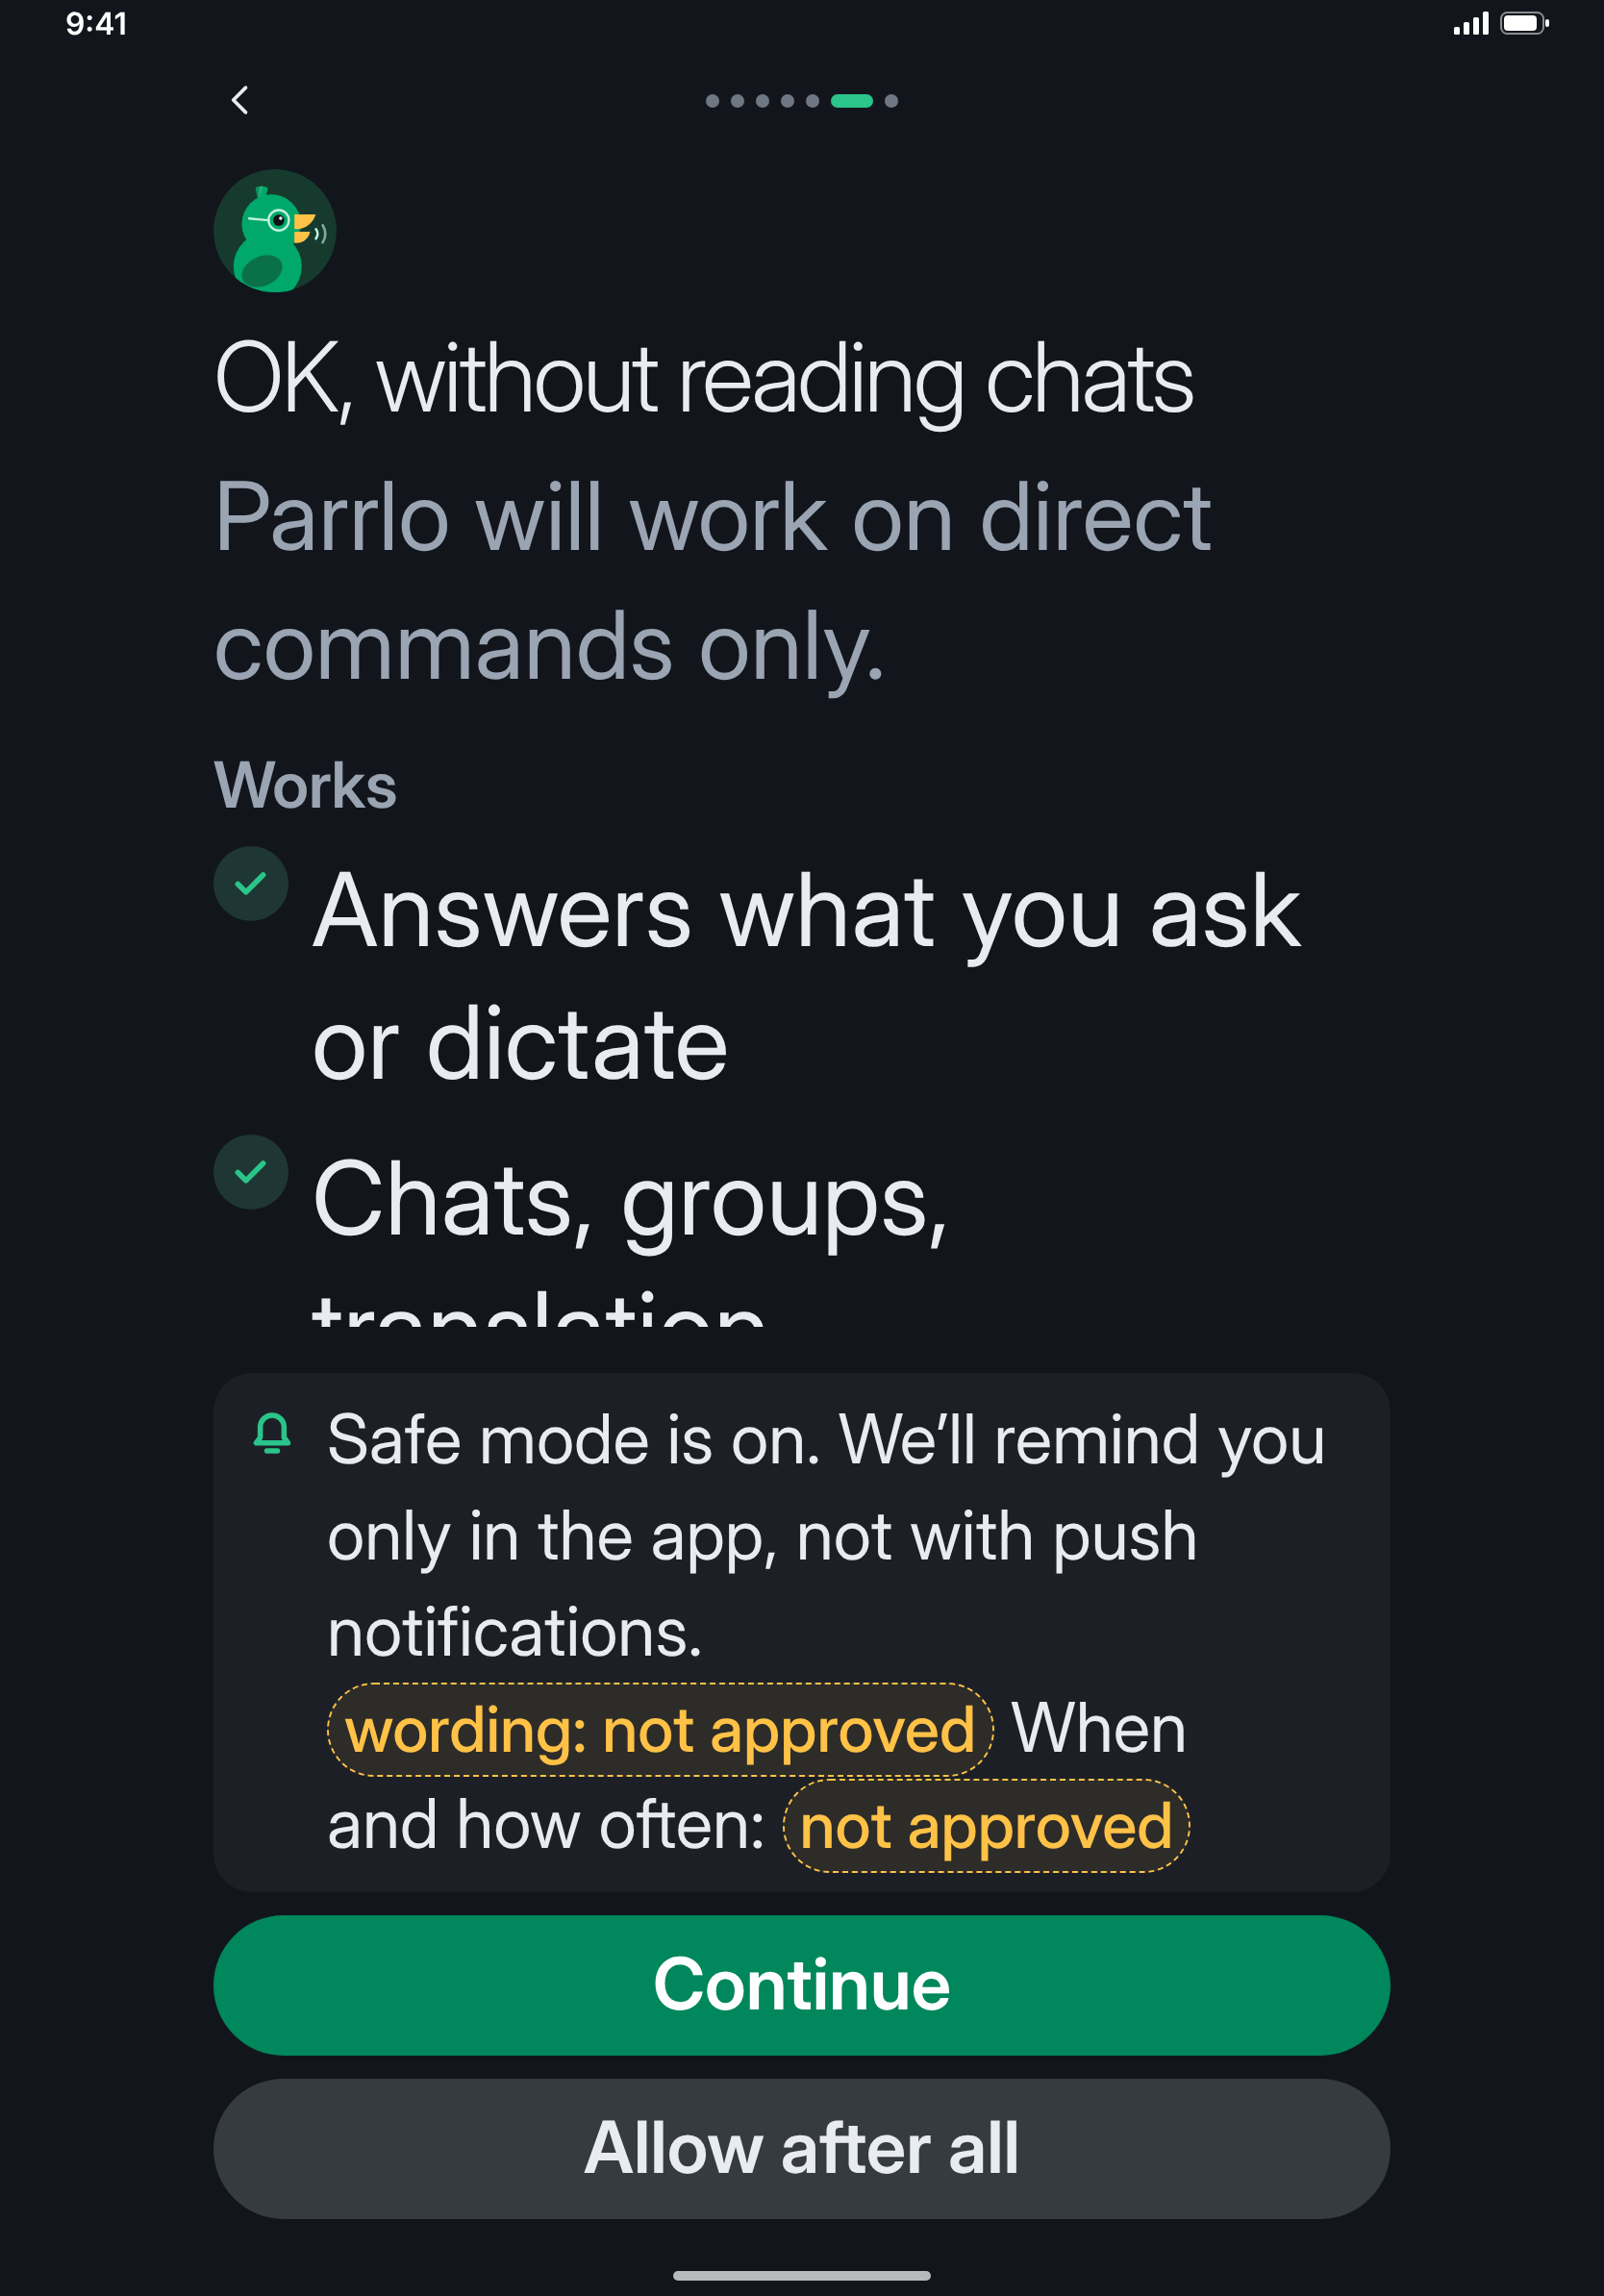 9:41
OK, without reading chats
Parrlo will work on direct
commands only.
Works
Answers what you ask
or dictate
Chats, groups,
translation
Safe mode is on. We’ll remind you
only in the app, not with push
notifications.
wording: not approved When
and how often: not approved
Continue
Allow after all